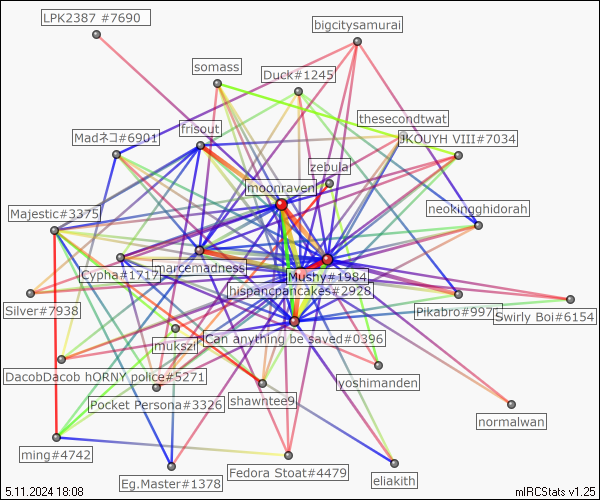 LPK2387 #7690
bigcitysamurai
somass
Duck#1245
thesecondtwat
frisout
Madネコ#6901
JKOUYH VIII#7034
zebula
moonraven
neokingghidorah
Majestic#3375
marcemadness
Cypha#1717
Mushy#1984
hispancpancakes#2928
Silver#7938
Pikabro#997
Swirly Boi#6154
Can anything be saved#0396
mukszi
DacobDacob hORNY police#5271
yoshimanden
Pocket Persona#3326
shawntee9
normalwan
ming#4742
Fedora Stoat#4479
eliakith
Eg.Master#1378
5.11.2024 18:08
mIRCStats v1.25